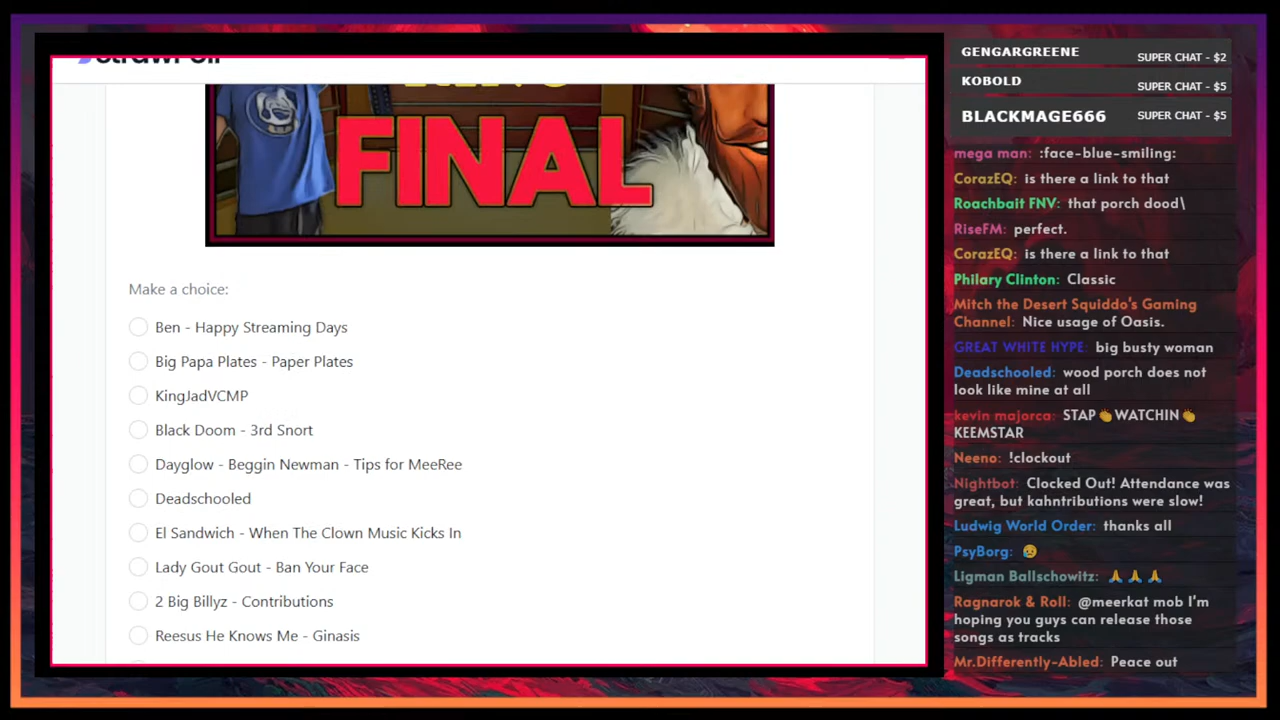 FINAL
Make a choice:
Ben - Happy Streaming Days
Big Papa Plates - Paper Plates
KingJadVCMP
Black Doom - 3rd Snort
Dayglow - Beggin Newman - Tips for MeeRee
Deadschooled
El Sandwich - When The Clown Music Kicks In
Lady Gout Gout - Ban Your Face
2 Big Billyz - Contributions
Reesus He Knows Me - Ginasis
GENGARGREENE SUPER CHAT - $2
KOBOLD SUPER CHAT - $5
BLACKMAGE666 SUPER CHAT - $5
mega man: :face-blue-smiling:
CorazEQ: is there a link to that
Roachbait FNV: that porch dood\
RiseFM: perfect.
CorazEQ: is there a link to that
Philary Clinton: Classic
Mitch the Desert Squiddo's Gaming
Channel: Nice usage of Oasis.
GREAT WHITE HYPE: big busty woman
Deadschooled: wood porch does not
look like mine at all
kevin majorca: STAP👏WATCHIN👏
KEEMSTAR
Neeno: !clockout
Nightbot: Clocked Out! Attendance was
great, but kahntributions were slow!
Ludwig World Order: thanks all
PsyBorg: 😥
Ligman Ballschowitz: 🙏🙏🙏
Ragnarok & Roll: @meerkat mob I'm
hoping you guys can release those
songs as tracks
Mr.Differently-Abled: Peace out